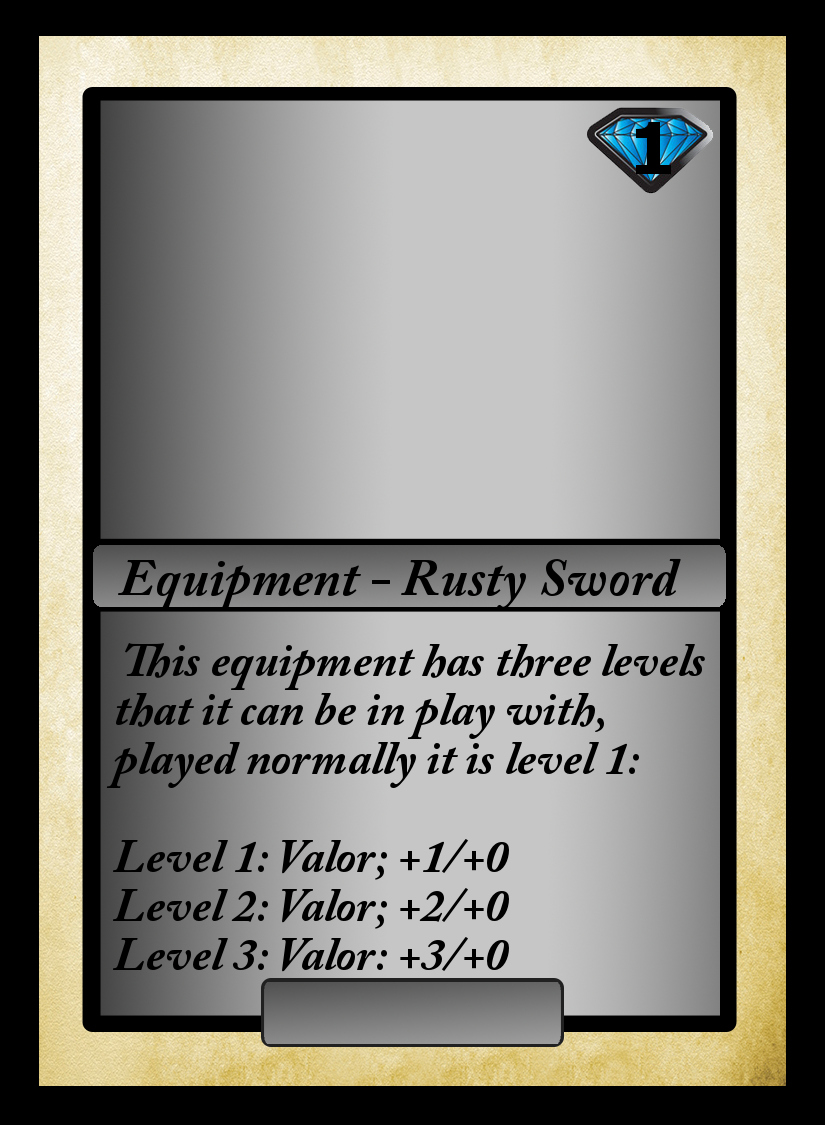 1
Equipment - Rusty Sword
This equipment has three levels
that it can be in play with,
played normally it is level 1:
Level 1: Valor; +1/+0
Level 2: Valor; +2/+0
Level 3: Valor: +3/+0